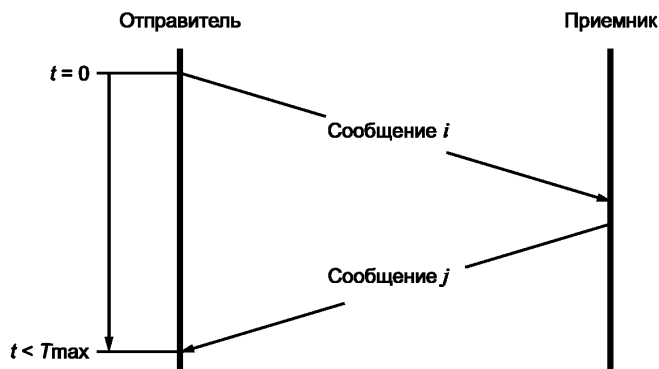 Отправитель
Приемник
t = 0
Сообщение i
Сообщение j
t < Tmax